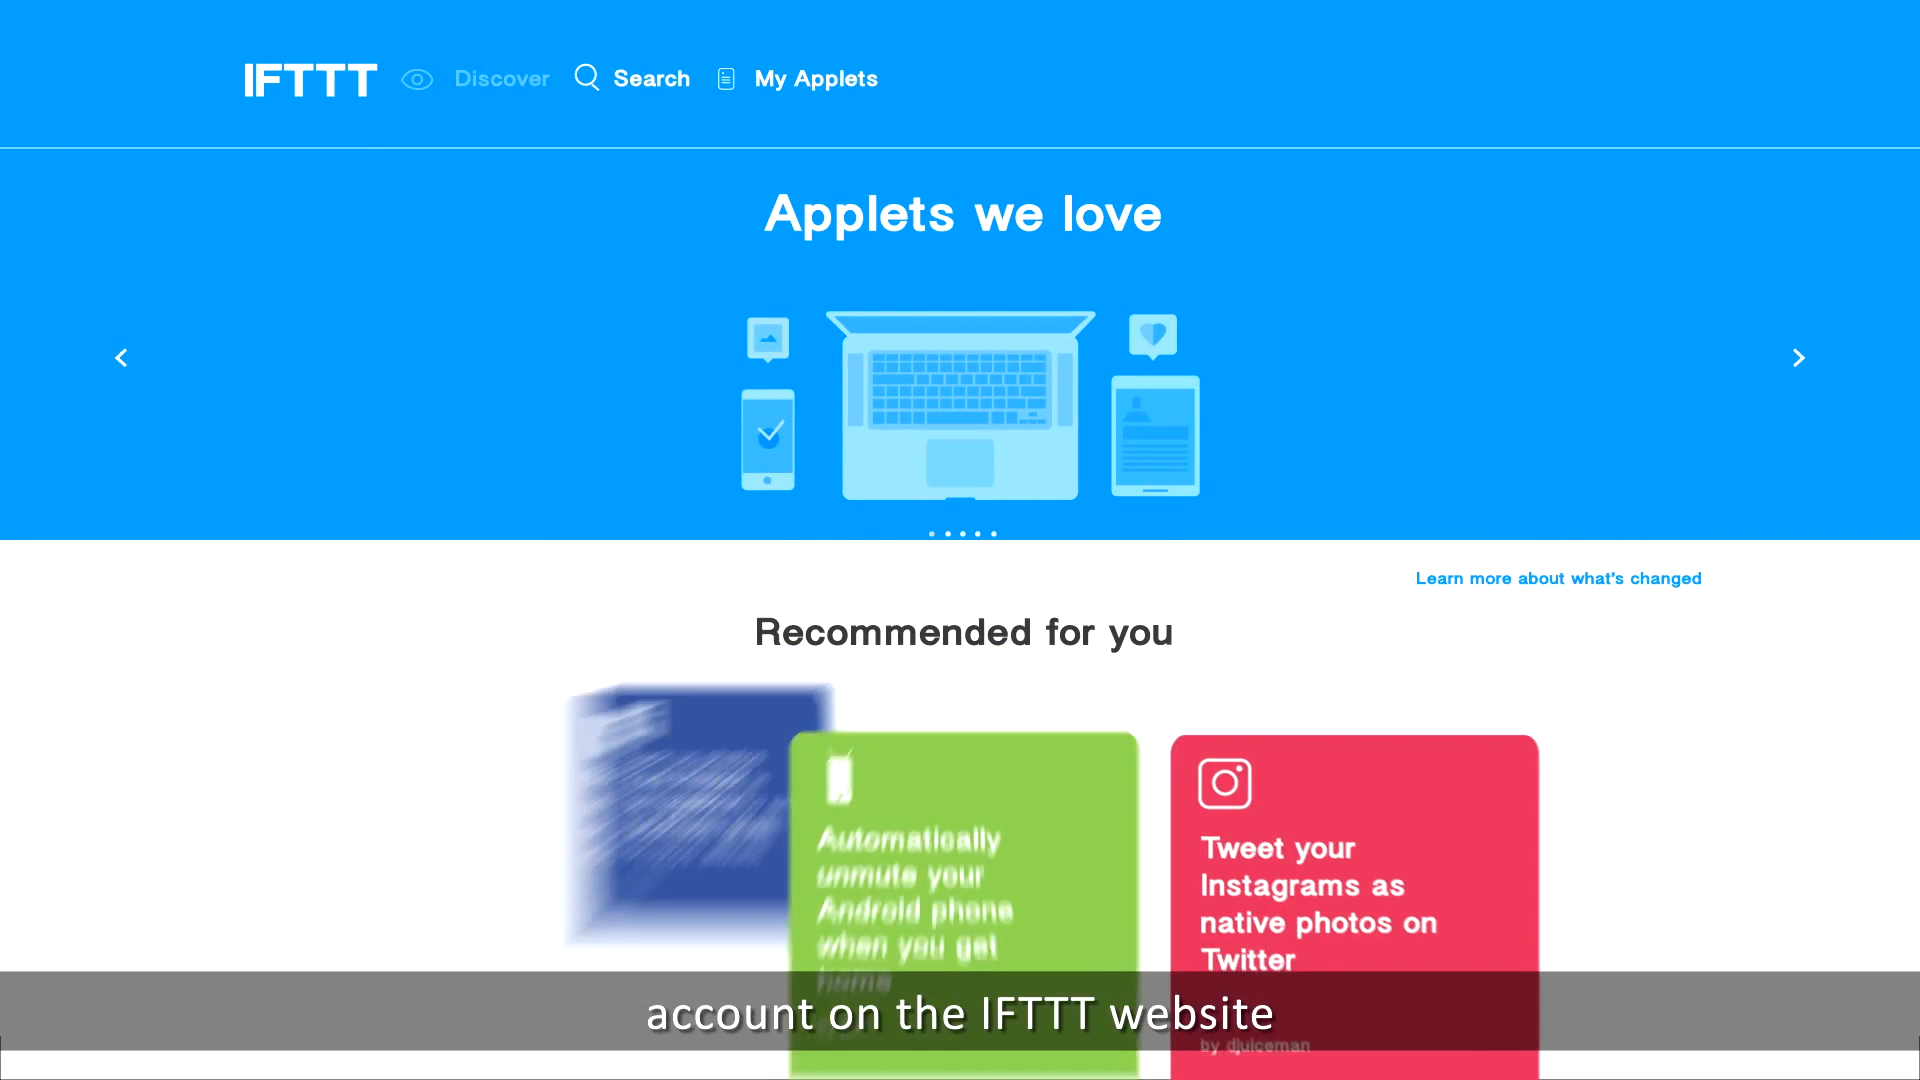 IFTTT
Discover
Search
My Applets
Applets we love
Learn more about what's changed
Recommended for you
Automatically
unmute your
Android phone
when you get
home
Tweet your
Instagrams as
native photos on
Twitter
by djuiceman
account on the IFTTT website